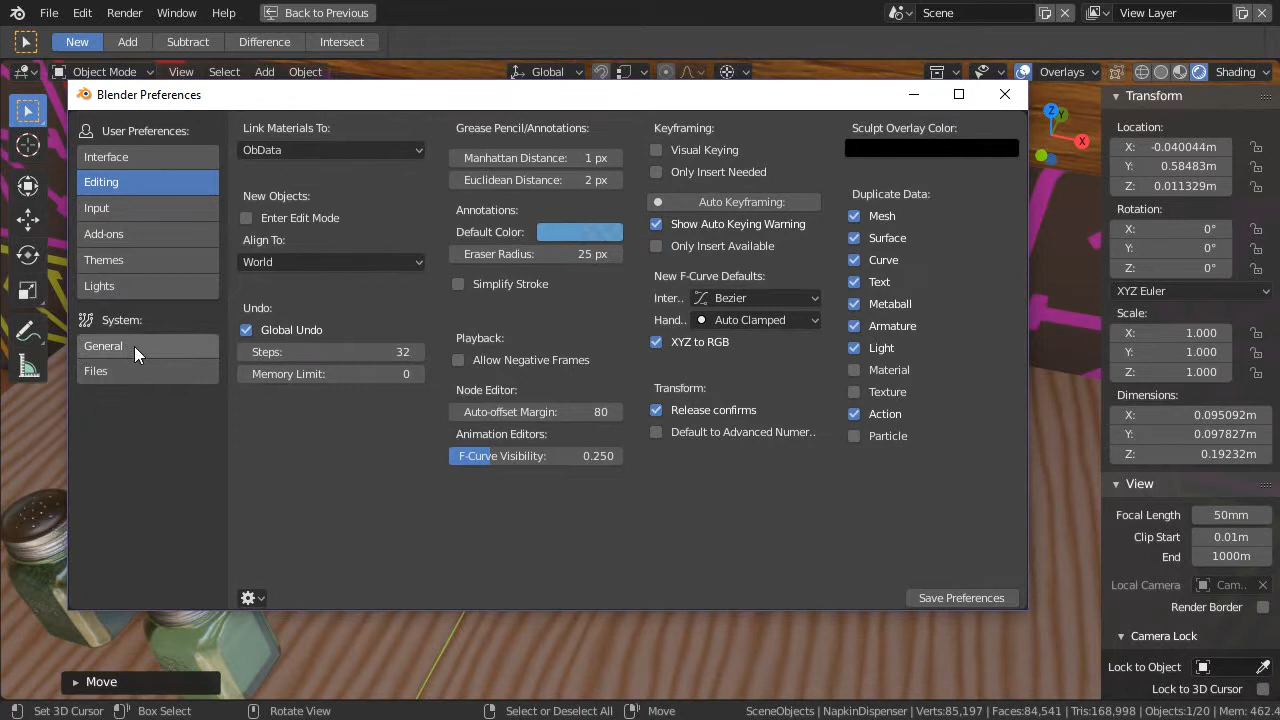 File Edit Render Window Help Back to Previous Scene View Layer
New Add Subtract Difference Intersect
Object Mode View Select Add Object Global Overlays Shading
Blender Preferences
User Preferences:
Interface
Editing
Input
Add-ons
Themes
Lights
System:
General
Files
Link Materials To:
ObData
New Objects:
Enter Edit Mode
Align To:
World
Undo:
Global Undo
Steps: 32
Memory Limit: 0
Grease Pencil/Annotations:
Manhattan Distance: 1 px
Euclidean Distance: 2 px
Annotations:
Default Color:
Eraser Radius: 25 px
Simplify Stroke
Playback:
Allow Negative Frames
Node Editor:
Auto-offset Margin: 80
Animation Editors:
F-Curve Visibility: 0.250
Keyframing:
Visual Keying
Only Insert Needed
Auto Keyframing:
Show Auto Keying Warning
Only Insert Available
New F-Curve Defaults:
Inter.. Bezier
Hand.. Auto Clamped
XYZ to RGB
Transform:
Release confirms
Default to Advanced Numer..
Sculpt Overlay Color:
Duplicate Data:
Mesh
Surface
Curve
Text
Metaball
Armature
Light
Material
Texture
Action
Particle
Save Preferences
Z
Y
X
Transform
Location:
X: -0.040044m
Y: 0.58483m
Z: 0.011329m
Rotation:
X: 0°
Y: 0°
Z: 0°
XYZ Euler
Scale:
X: 1.000
Y: 1.000
Z: 1.000
Dimensions:
X: 0.095092m
Y: 0.097827m
Z: 0.19232m
View
Focal Length 50mm
Clip Start 0.01m
End 1000m
Local Camera Cam..
Render Border
Camera Lock
Lock to Object
Lock to 3D Cursor
Move
Set 3D Cursor Box Select Rotate View Select or Deselect All Move SceneObjects | NapkinDispenser | Verts:85,197 | Faces:84,541 | Tris:168,998 | Objects:1/20 | Mem: 462.4